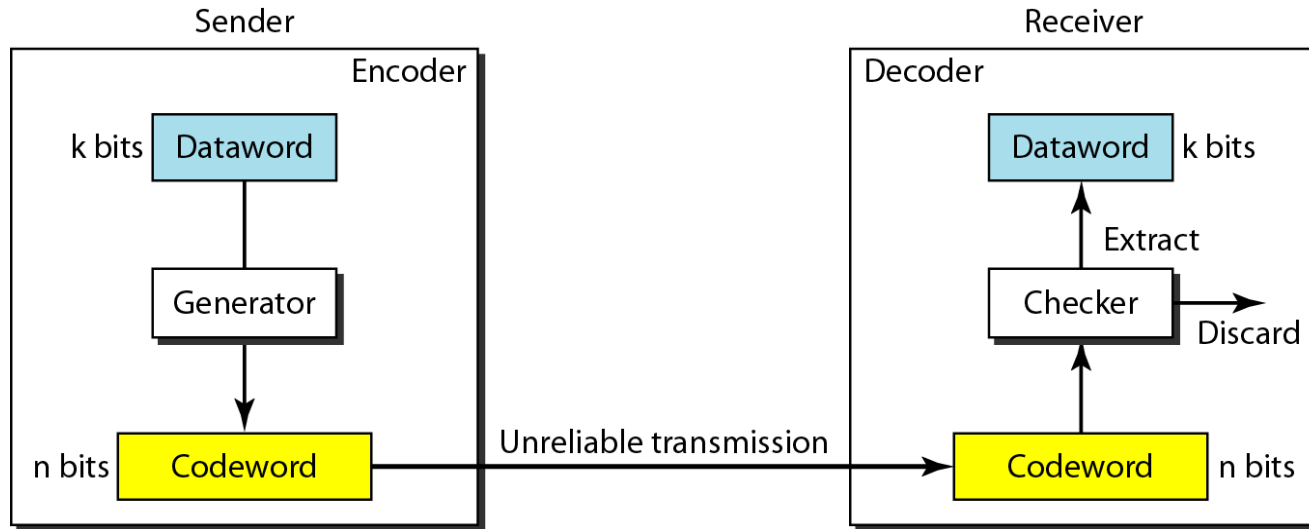 Sender
Receiver
Encoder
Decoder
k bits
Dataword
Dataword
k bits
Extract
Generator
Checker
Discard
Unreliable transmission
n bits
Codeword
Codeword
n bits